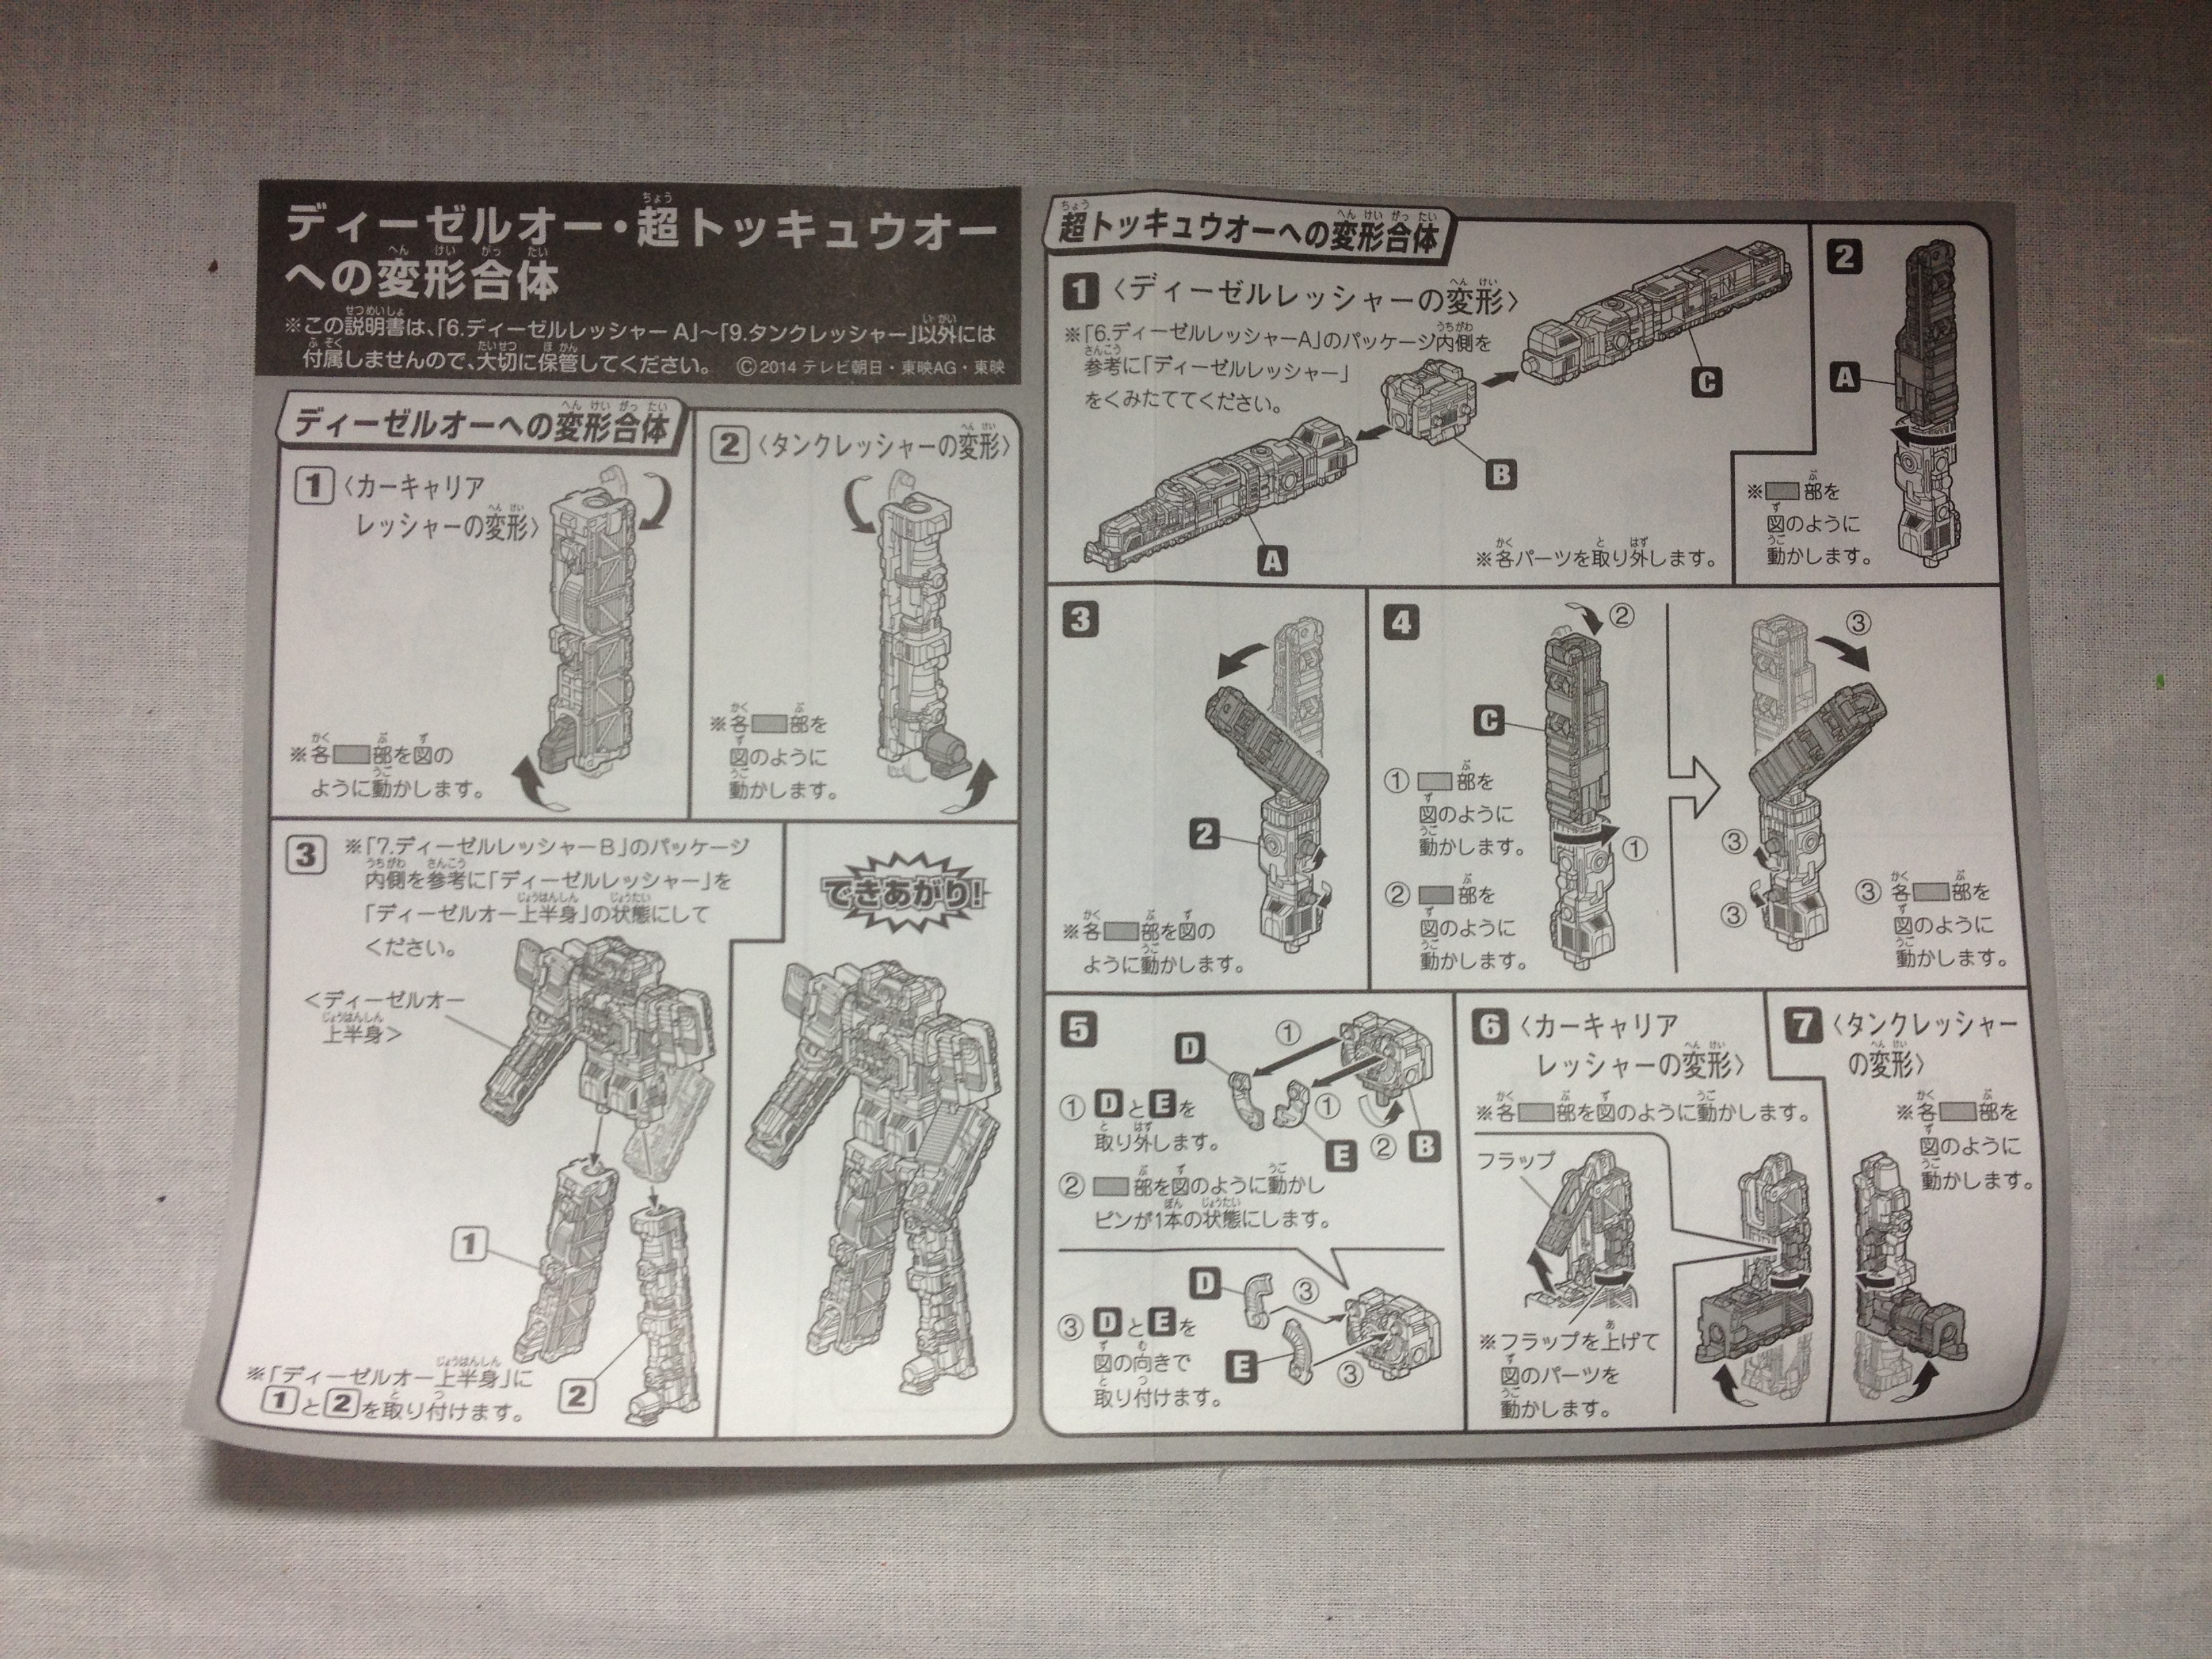 ディーゼルオー・超トッキュウオー
への変形合体
※この説明書は、「6.ディーゼルレッシャーA」～「9.タンクレッシャー」以外には
付属しませんので、大切に保管してください。 ©2014 テレビ朝日・東映AG・東映
ディーゼルオーへの変形合体
1 〈カーキャリア
レッシャーの変形〉
※各 部を図の
ように動かします。
2 〈タンクレッシャーの変形〉
※各 部を
図のように
動かします。
3 ※「7.ディーゼルレッシャーB」のパッケージ
内側を参考に「ディーゼルレッシャー」を
「ディーゼルオー上半身」の状態にして
ください。
〈ディーゼルオー
上半身〉
1
2
※「ディーゼルオー上半身」に
1と2を取り付けます。
できあがり!
超トッキュウオーへの変形合体
1 〈ディーゼルレッシャーの変形〉
※「6.ディーゼルレッシャーA」のパッケージ内側を
参考に「ディーゼルレッシャー」
をくみたててください。
C
B
A
※各パーツを取り外します。
2
A
※ 部を
図のように
動かします。
3
2
※各 部を図の
ように動かします。
4
②
C
① 部を
図のように
動かします。
①
② 部を
図のように
動かします。
③
③
③
③ 各 部を
図のように
動かします。
5
D
①
①
E
②
B
① DとEを
取り外します。
② 部を図のように動かし
ピンが1本の状態にします。
D
③
E
③
③ DとEを
図の向きで
取り付けます。
6 〈カーキャリア
レッシャーの変形〉
※各 部を図のように動かします。
フラップ
※フラップを上げて
図のパーツを
動かします。
7 〈タンクレッシャー
の変形〉
※各 部を
図のように
動かします。